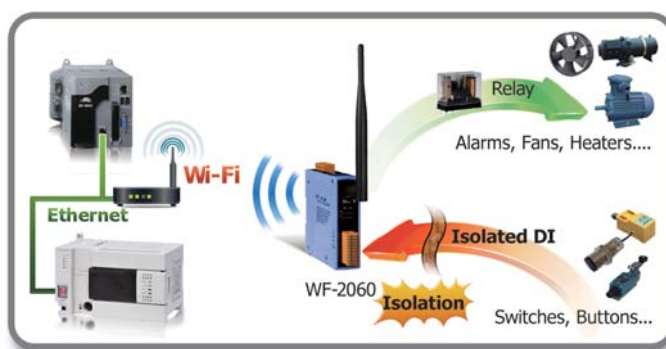 Wi-Fi
Ethernet
Relay
Alarms, Fans, Heaters....
Isolated DI
WF-2060
Isolation
Switches, Buttons...